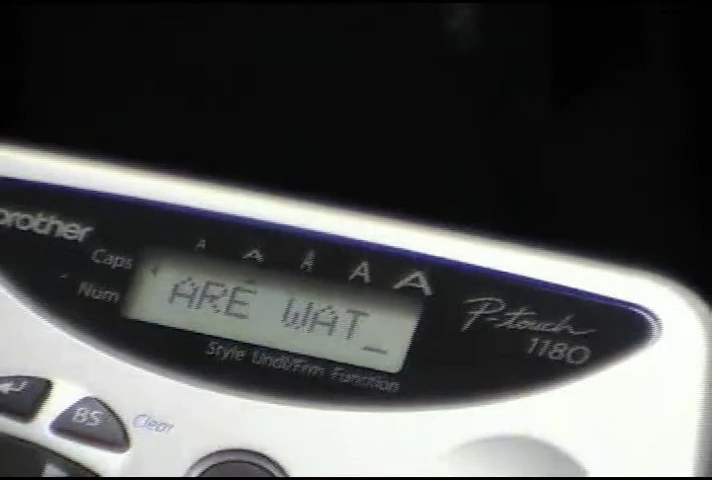 brother
A A A A A
Caps
Num
ARE WAT_
Style Undl/Frm Function
P-touch
1180
BS
Clear